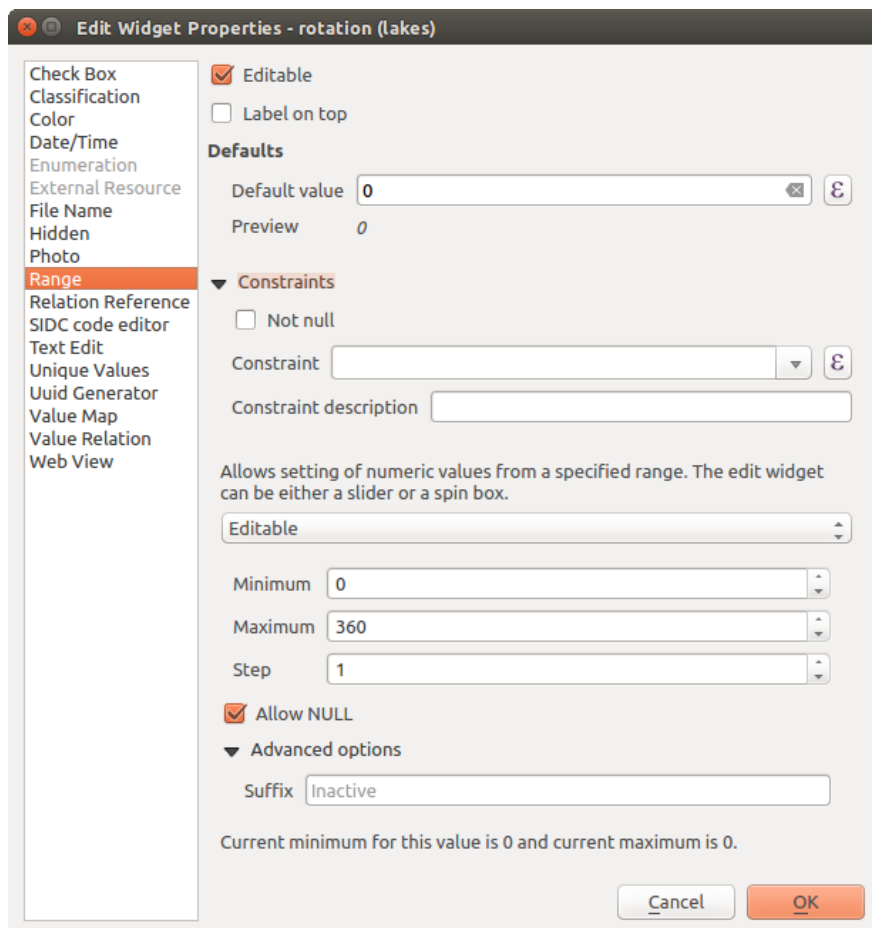 Edit Widget Properties - rotation (lakes)
Check Box
Classification
Color
Date/Time
Enumeration
External Resource
File Name
Hidden
Photo
Range
Relation Reference
SIDC code editor
Text Edit
Unique Values
Uuid Generator
Value Map
Value Relation
Web View
Editable
Label on top
Defaults
Default value 0 ε
Preview 0
Constraints
Not null
Constraint ε
Constraint description
Allows setting of numeric values from a specified range. The edit widget
can be either a slider or a spin box.
Editable
Minimum 0
Maximum 360
Step 1
Allow NULL
Advanced options
Suffix Inactive
Current minimum for this value is 0 and current maximum is 0.
Cancel OK